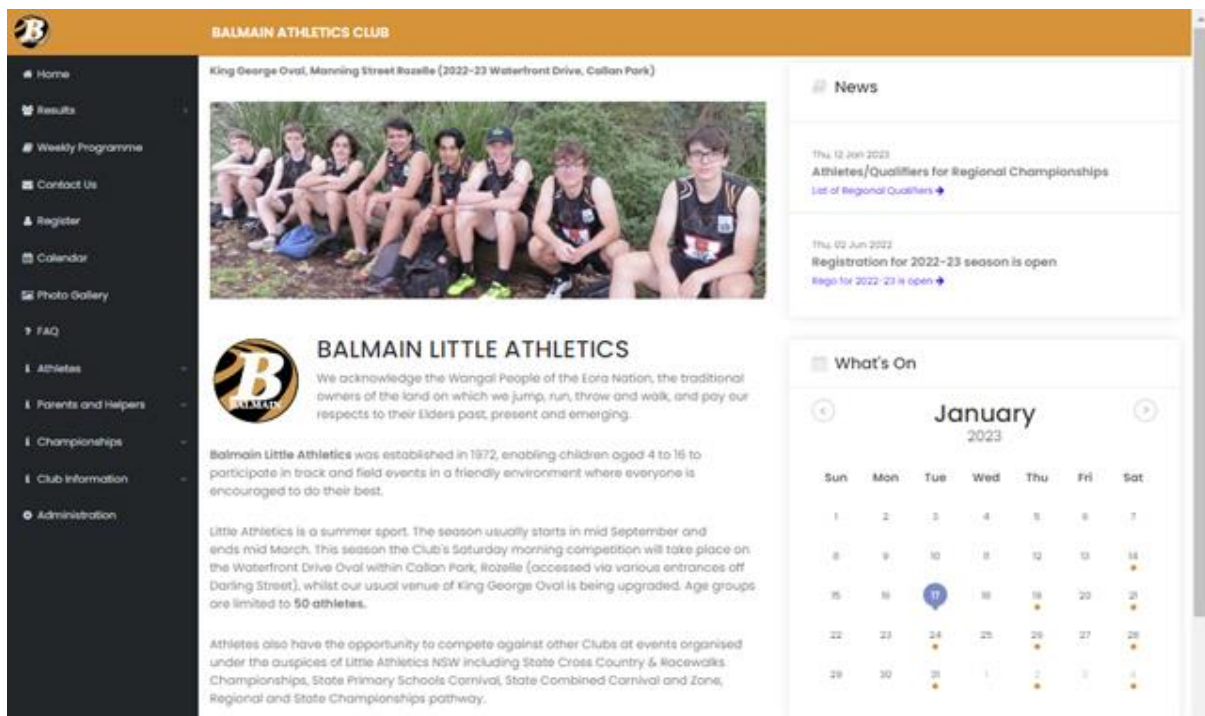 B
BALMAIN ATHLETICS CLUB
Home
Results
Weekly Programme
Contact Us
Register
Calendar
Photo Gallery
? FAQ
i Athletes
i Parents and Helpers
i Championships
i Club Information
Administration
King George Oval, Manning Street Rozelle (2022-23 Waterfront Drive, Callan Park)
B
BALMAIN
BALMAIN LITTLE ATHLETICS
We acknowledge the Wangal People of the Eora Nation, the traditional
owners of the land on which we jump, run, throw and walk, and pay our
respects to their Elders past, present and emerging.
Balmain Little Athletics was established in 1972, enabling children aged 4 to 16 to
participate in track and field events in a friendly environment where everyone is
encouraged to do their best.
Little Athletics is a summer sport. The season usually starts in mid September and
ends mid March. This season the Club's Saturday morning competition will take place on
the Waterfront Drive Oval within Callan Park, Rozelle (accessed via various entrances off
Darling Street), whilst our usual venue of King George Oval is being upgraded. Age groups
are limited to 50 athletes.
Athletes also have the opportunity to compete against other Clubs at events organised
under the auspices of Little Athletics NSW including State Cross Country & Racewalks
Championships, State Primary Schools Carnival, State Combined Carnival and Zone,
Regional and State Championships pathway.
News
Thu, 12 Jan 2023
Athletes/Qualifiers for Regional Championships
List of Regional Qualifiers
Thu, 02 Jun 2022
Registration for 2022-23 season is open
Rego for 2022-23 is open
What's On
January
2023
Sun Mon Tue Wed Thu Fri Sat
1 2 3 4 5 6 7
8 9 10 11 12 13 14
15 16 17 18 19 20 21
22 23 24 25 26 27 28
29 30 31 1 2 3 4